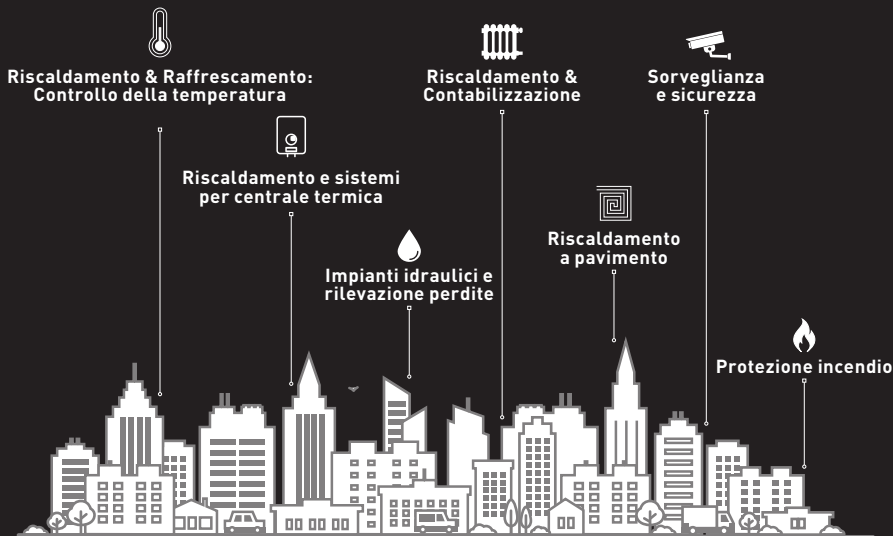 Riscaldamento & Raffrescamento:
Controllo della temperatura
Riscaldamento &
Contabilizzazione
Sorveglianza
e sicurezza
Riscaldamento e sistemi
per centrale termica
Riscaldamento
a pavimento
Impianti idraulici e
rilevazione perdite
Protezione incendio